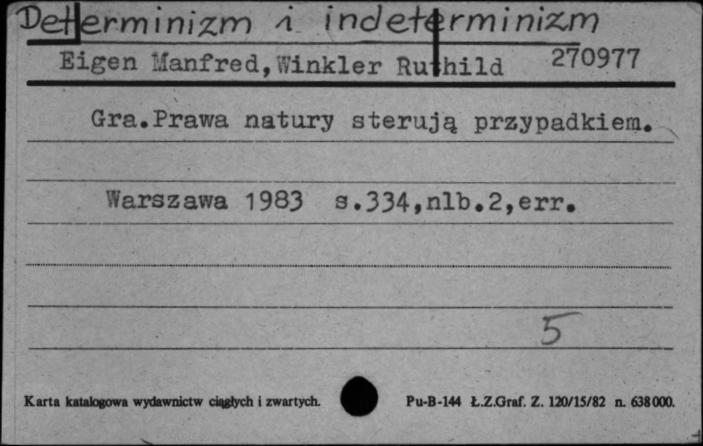 Determinizm i indeterminizm
Eigen Manfred,Winkler Ruthild 270977
Gra.Prawa natury sterują przypadkiem.
Warszawa 1983 s.334,nlb.2,err.
5
Karta katalogowa wydawnictw ciągłych i zwartych. Pu-B-144 Ł.Z.Graf. Z. 120/15/82 n. 638000.